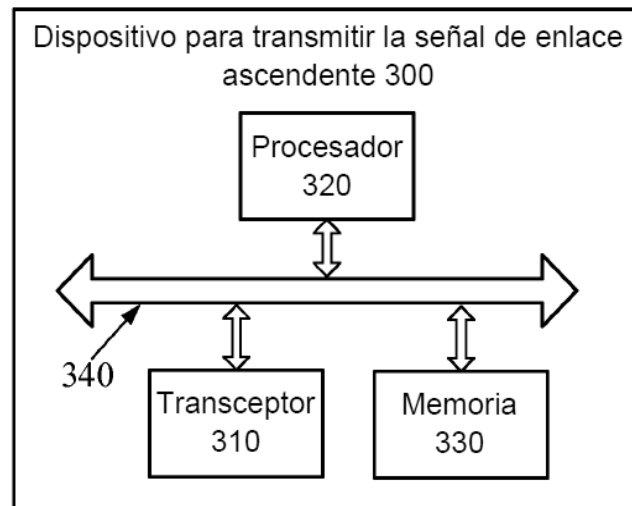 Dispositivo para transmitir la señal de enlace
ascendente 300
Procesador
320
340
Transceptor
310
Memoria
330